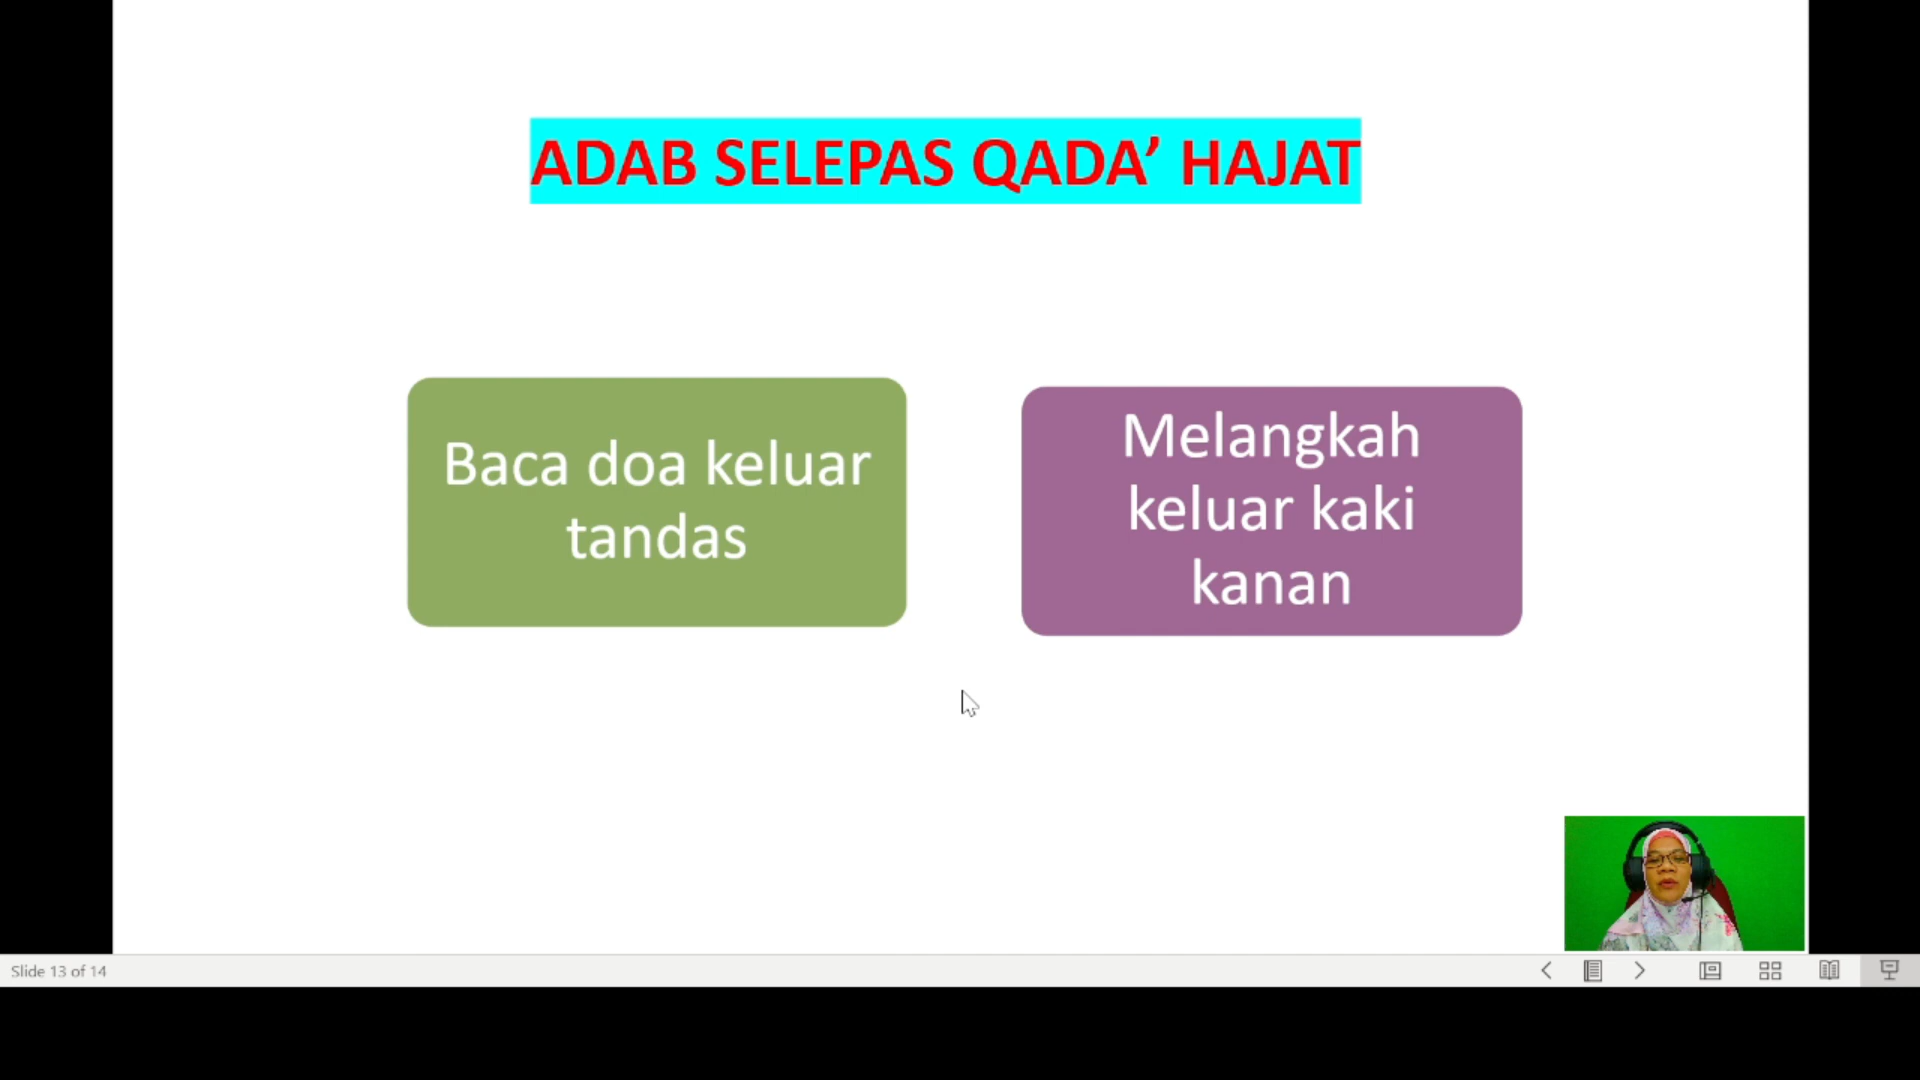 ADAB SELEPAS QADA’ HAJAT
Baca doa keluar
tandas
Melangkah
keluar kaki
kanan
Slide 13 of 14